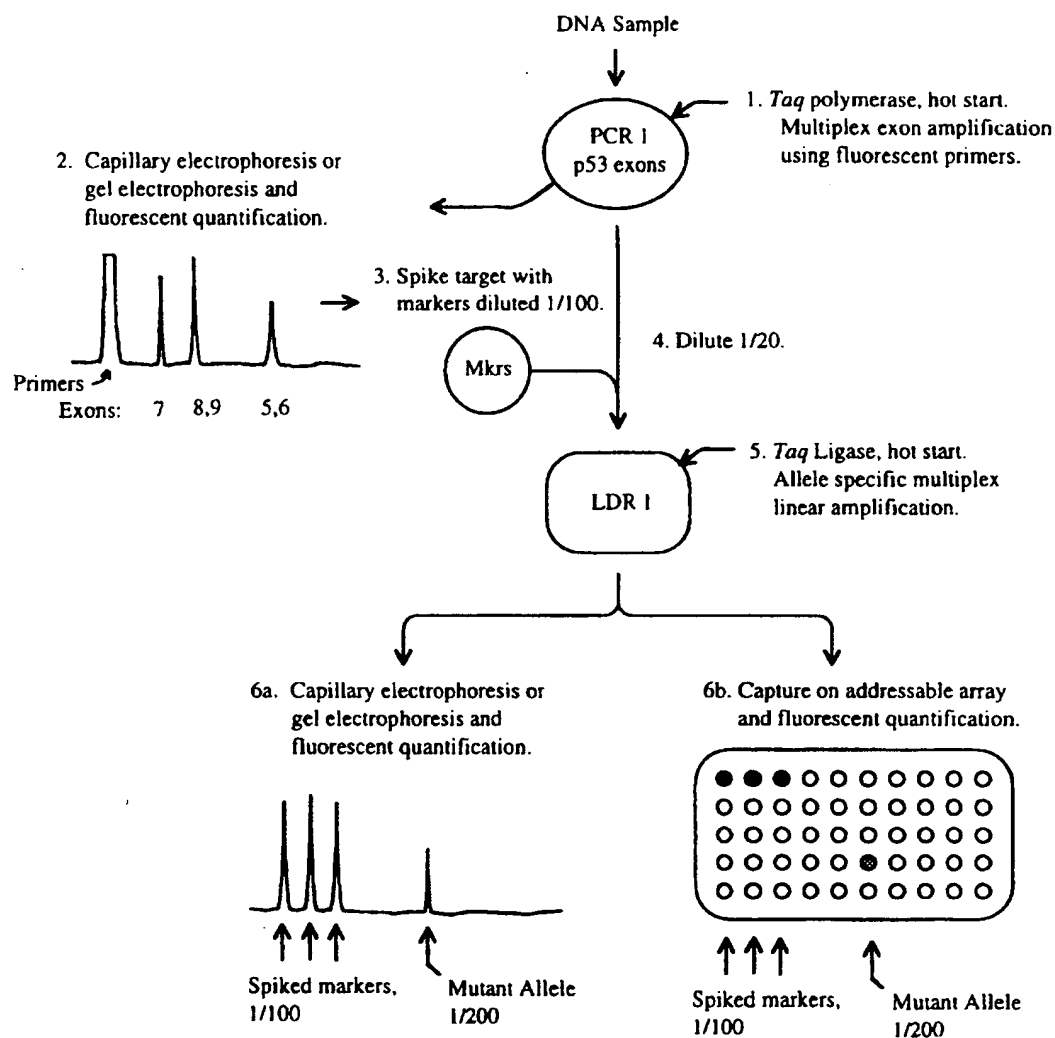 DNA Sample
1. Taq polymerase, hot start.
Multiplex exon amplification
using fluorescent primers.
PCR 1
p53 exons
2. Capillary electrophoresis or
gel electrophoresis and
fluorescent quantification.
3. Spike target with
markers diluted 1/100.
4. Dilute 1/20.
Mkrs
Primers
Exons: 7 8,9 5,6
5. Taq Ligase, hot start.
Allele specific multiplex
linear amplification.
LDR 1
6a. Capillary electrophoresis or
gel electrophoresis and
fluorescent quantification.
Spiked markers,
1/100
Mutant Allele
1/200
6b. Capture on addressable array
and fluorescent quantification.
Spiked markers,
1/100
Mutant Allele
1/200